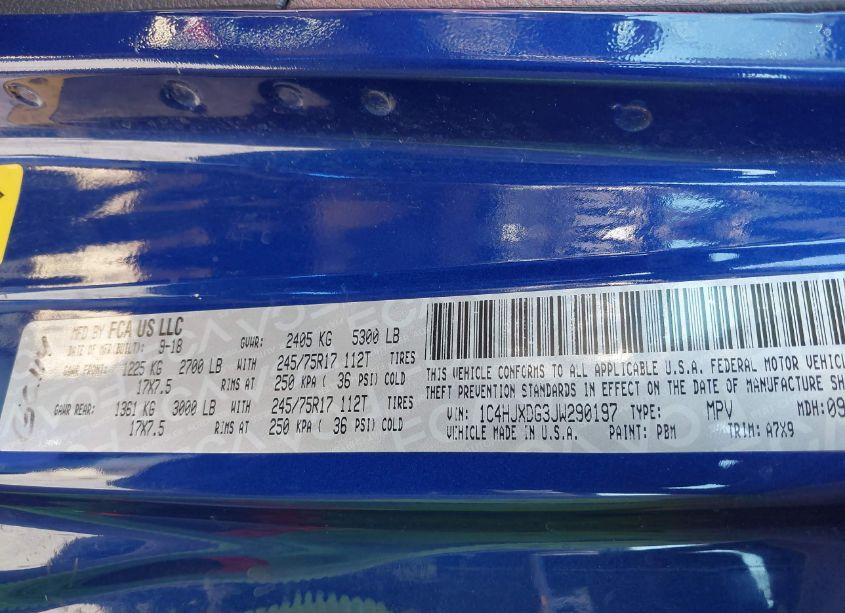 MFD BY FCA US LLC
DATE OF MFR (BUILT): 9-18 GVWR: 2405 KG 5300 LB
GAWR FRONT: 1225 KG 2700 LB WITH 245/75R17 112T TIRES
17X7.5 RIMS AT 250 KPA ( 36 PSI) COLD
GAWR REAR: 1361 KG 3000 LB WITH 245/75R17 112T TIRES
17X7.5 RIMS AT 250 KPA ( 36 PSI) COLD
THIS VEHICLE CONFORMS TO ALL APPLICABLE U.S.A. FEDERAL MOTOR VEHICLE
THEFT PREVENTION STANDARDS IN EFFECT ON THE DATE OF MANUFACTURE
VIN: 1C4HJXDG3JW290197 TYPE: MPV MDH:09
VEHICLE MADE IN U.S.A. PAINT: PBM TRIM: A7X9